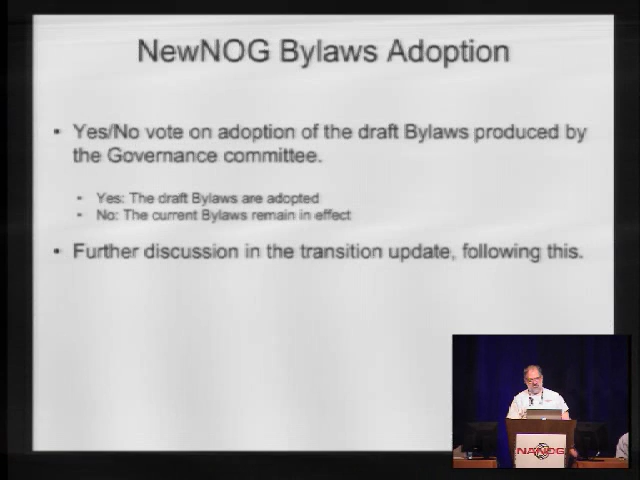 NewNOG Bylaws Adoption
• Yes/No vote on adoption of the draft Bylaws produced by
the Governance committee.
• Yes: The draft Bylaws are adopted
• No: The current Bylaws remain in effect
• Further discussion in the transition update, following this.
NANOG